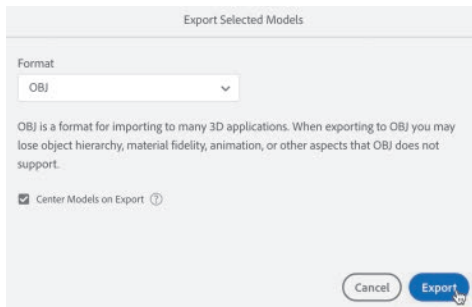 Export Selected Models
Format
OBJ
OBJ is a format for importing to many 3D applications. When exporting to OBJ you may
lose object hierarchy, material fidelity, animation, or other aspects that OBJ does not
support.
Center Models on Export ?
Cancel
Export